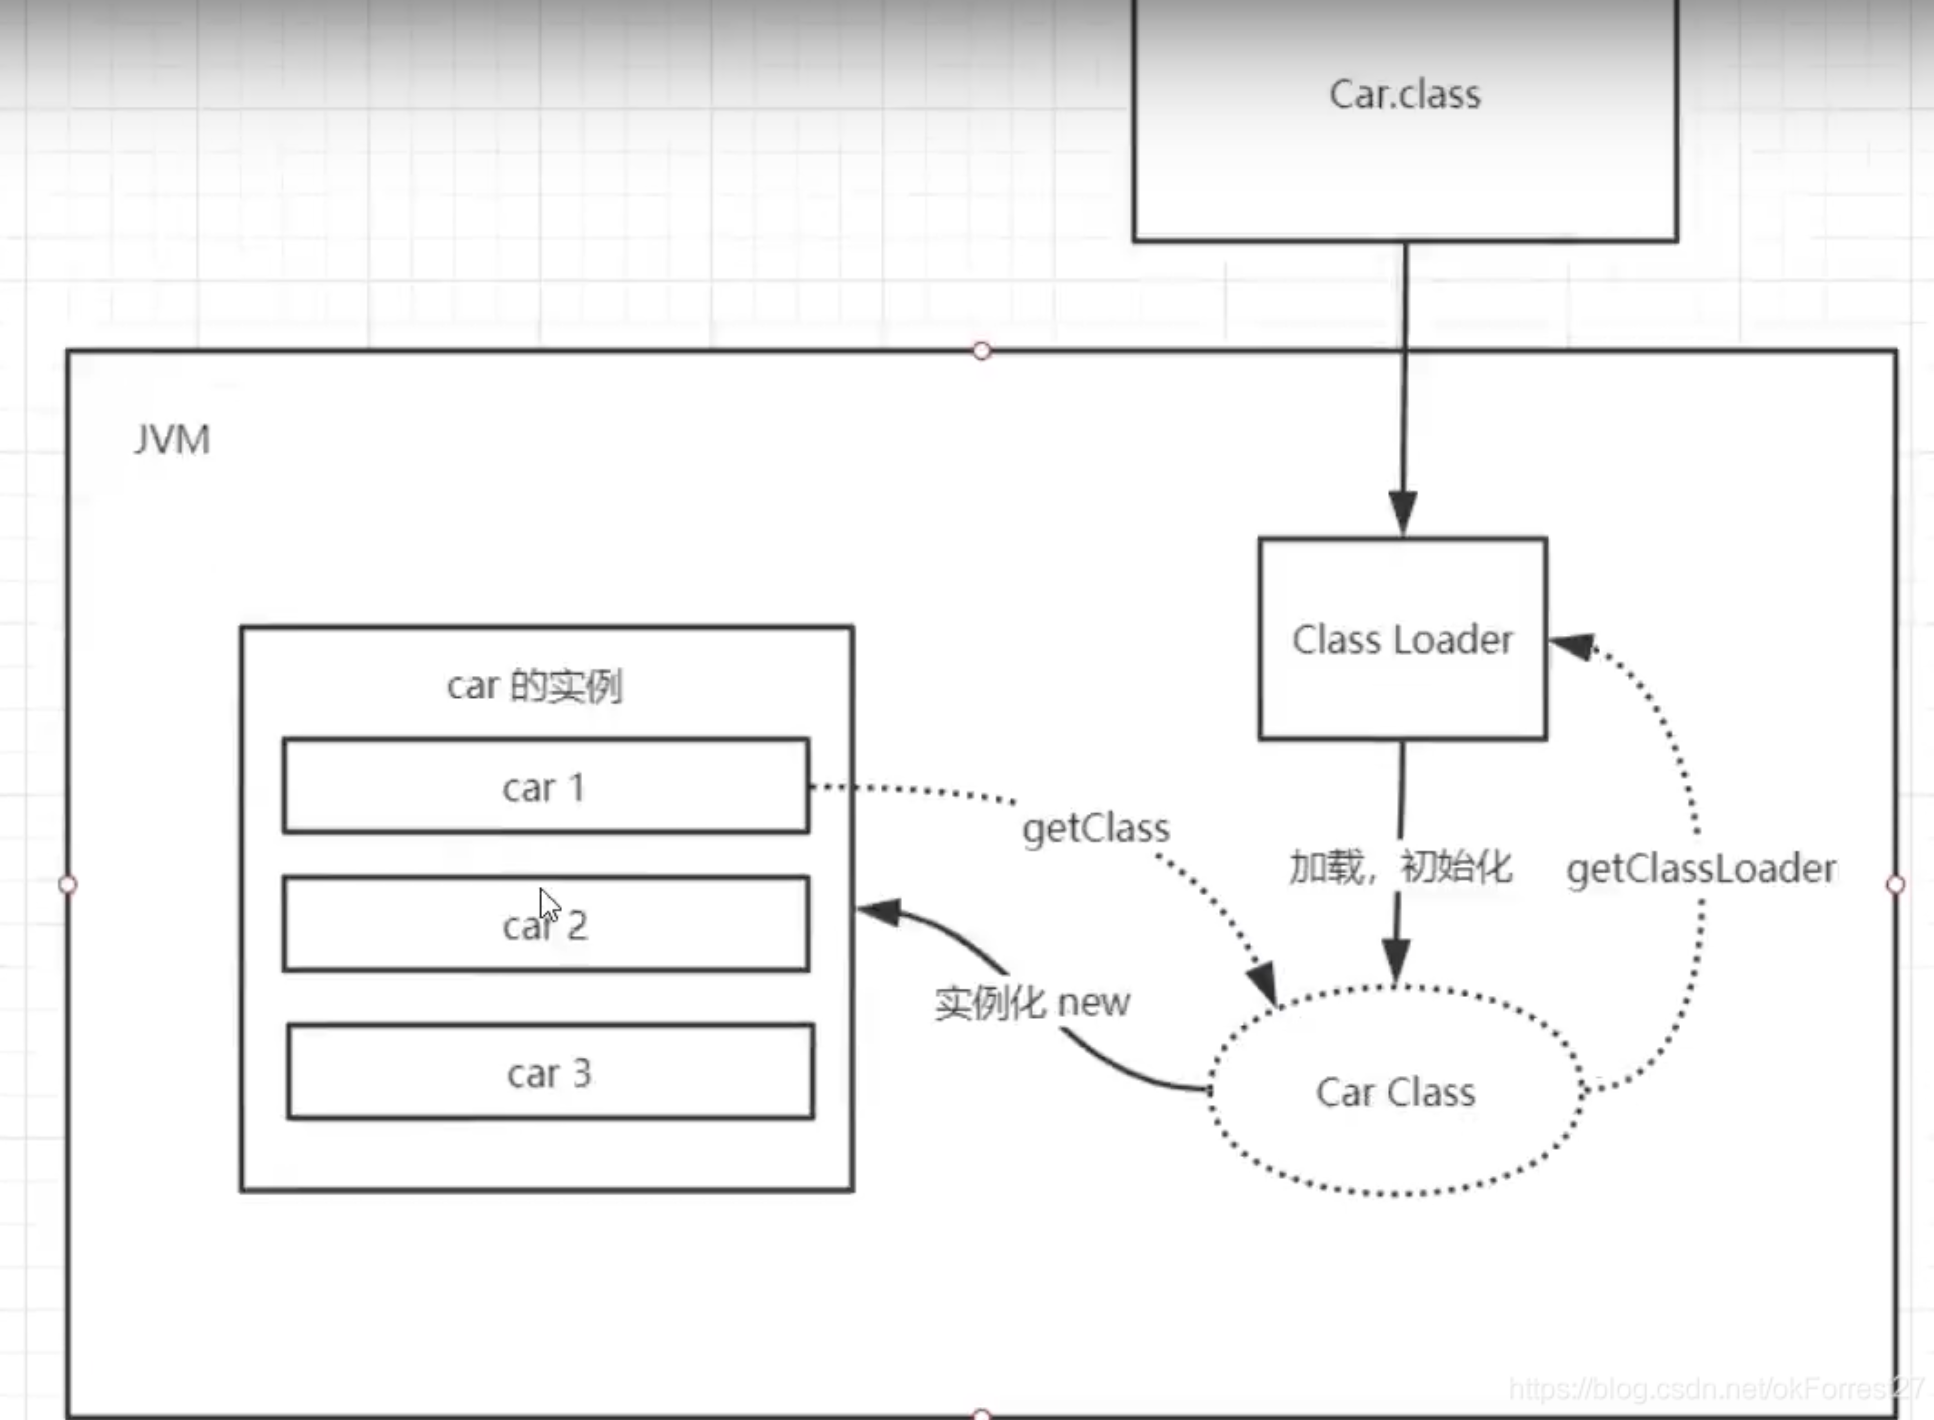 Car.class
JVM
Class Loader
car 的实例
car 1
getClass
加载，初始化
getClassLoader
car 2
实例化 new
car 3
Car Class
https://blog.csdn.net/okForrest27